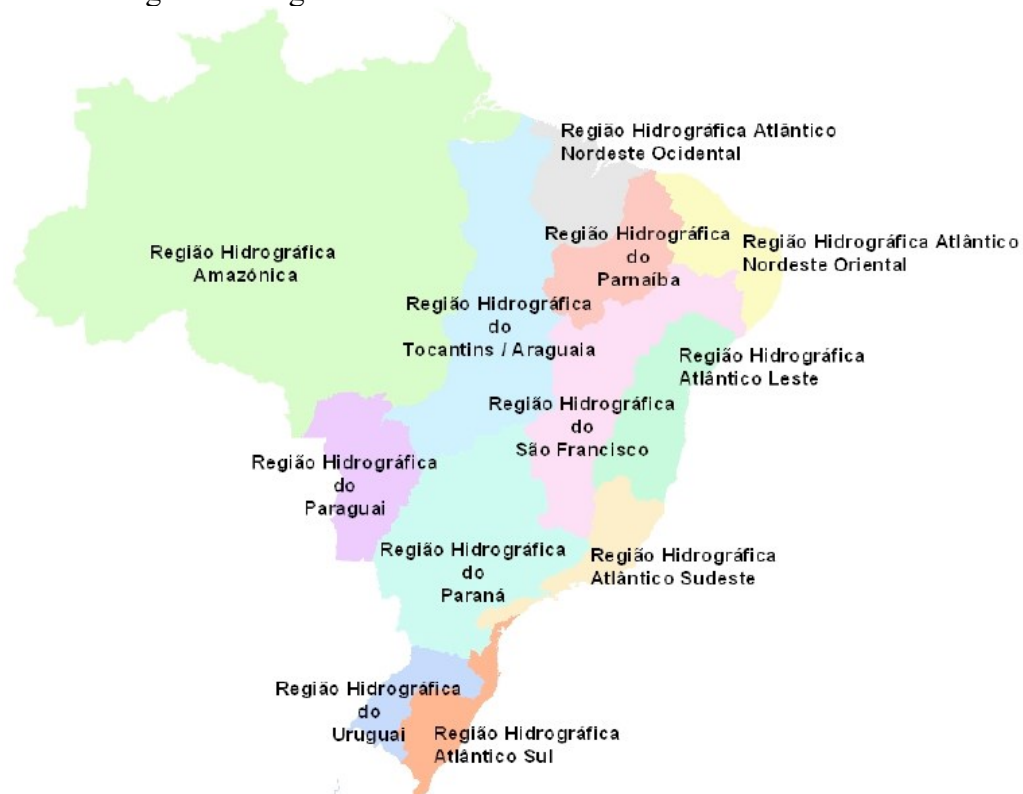 Região Hidrográfica Atlântico
Nordeste Ocidental
Região Hidrográfica
do
Parnaíba
Região Hidrográfica Atlântico
Nordeste Oriental
Região Hidrográfica
Amazónica
Região Hidrográfica
do
Tocantins / Araguaia
Região Hidrográfica
Atlântico Leste
Região Hidrográfica
do
São Francisco
Região Hidrográfica
do
Paraguai
Região Hidrográfica
do
Paraná
Região Hidrográfica
Atlântico Sudeste
Região Hidrográfica
do
Uruguai
Região Hidrográfica
Atlântico Sul